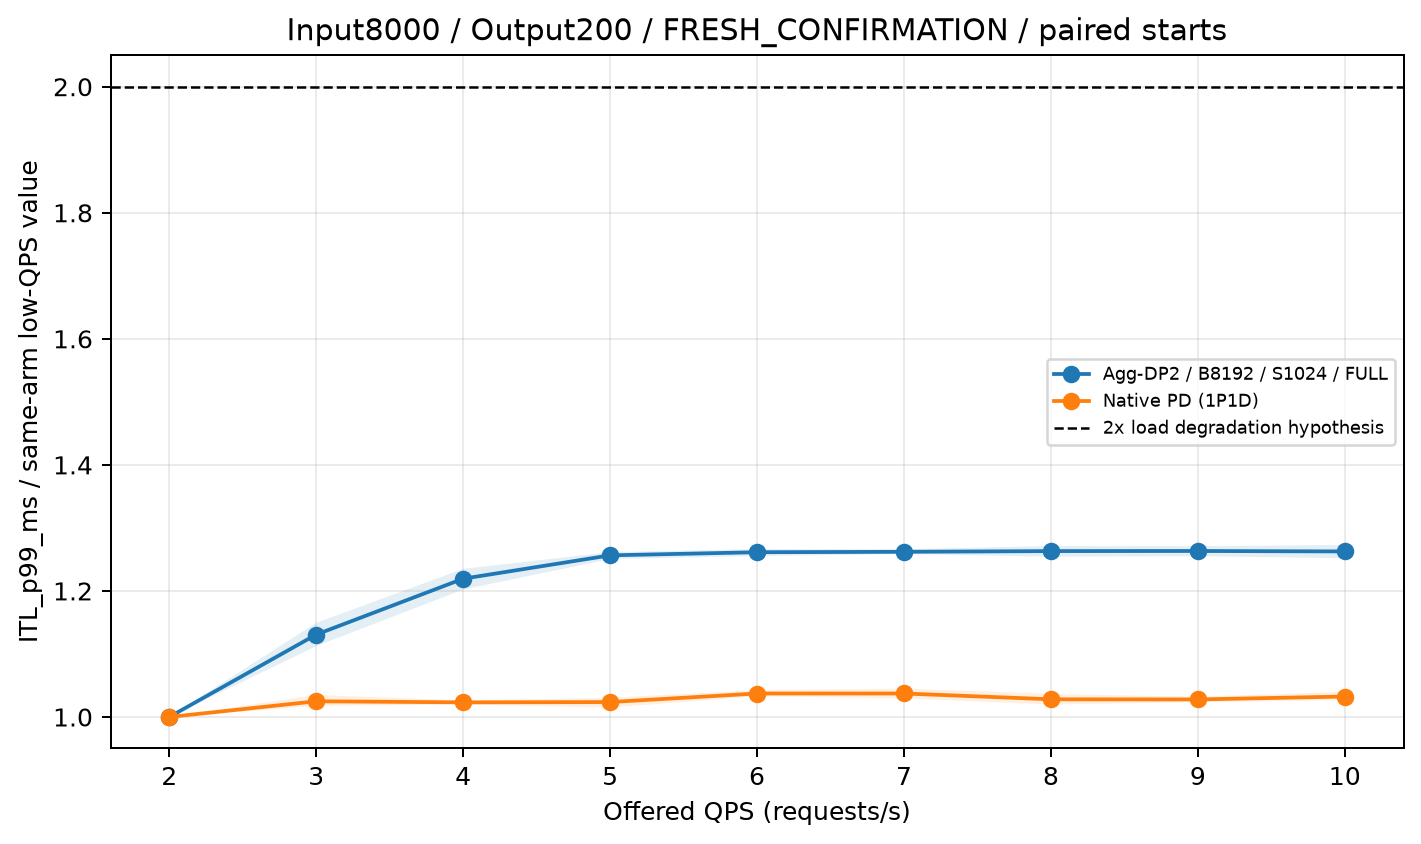 Input8000 / Output200 / FRESH_CONFIRMATION / paired starts
ITL_p99_ms / same-arm low-QPS value
2.0
1.8
1.6
1.4
1.2
1.0
Agg-DP2 / B8192 / S1024 / FULL
Native PD (1P1D)
2x load degradation hypothesis
2 3 4 5 6 7 8 9 10
Offered QPS (requests/s)